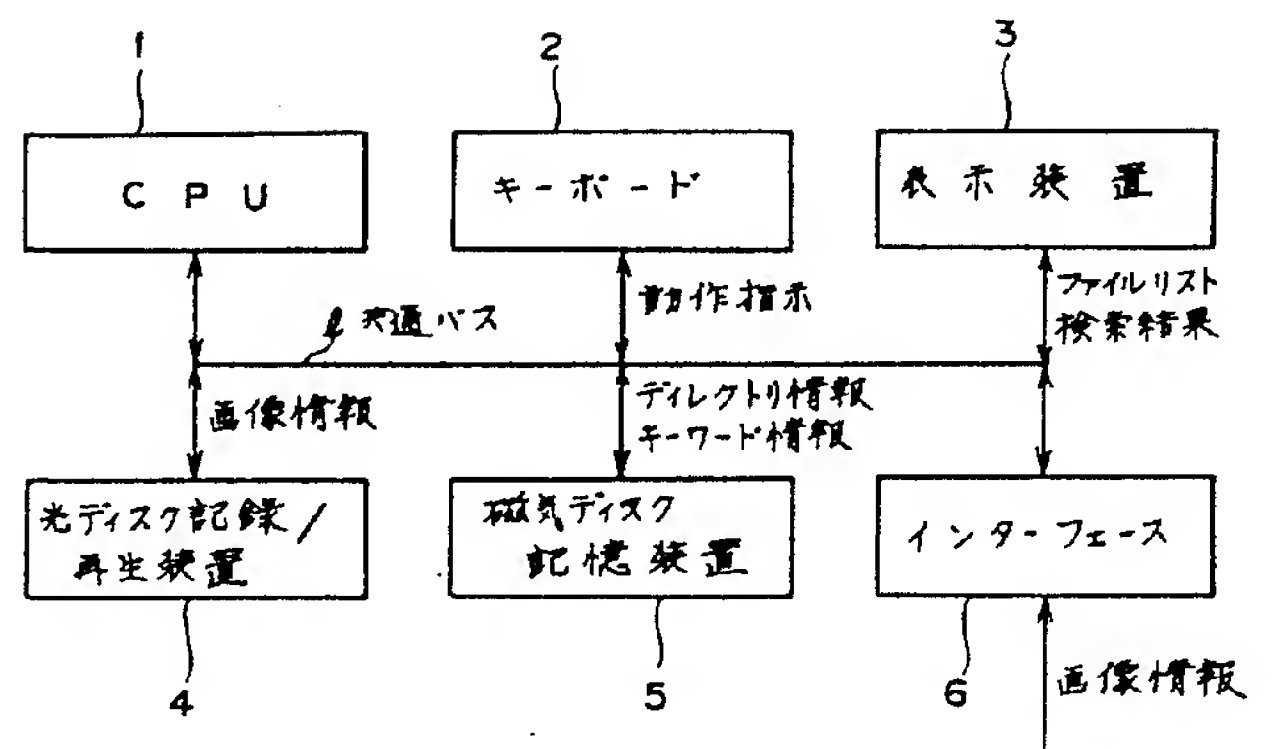 1
2
3
CPU
キーボード
表示装置
動作指示
ファイルリスト
検索結果
ℓ 共通バス
画像情報
ディレクトリ情報
キーワード情報
光ディスク記録/
再生装置
磁気ディスク
記憶装置
インターフェース
4
5
6
画像情報